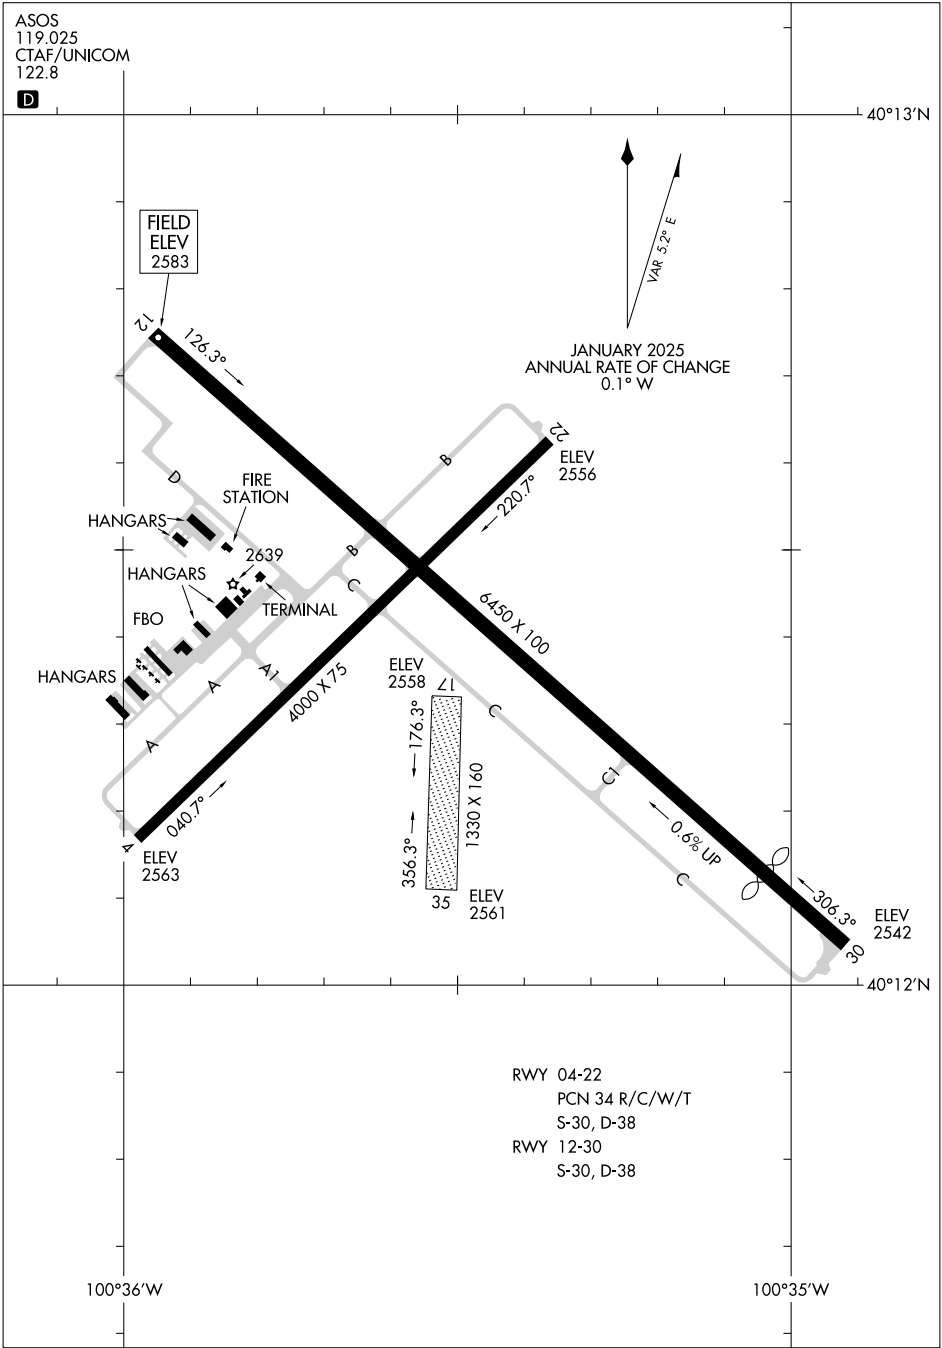 ASOS
119.025
CTAF/UNICOM
122.8
D
40°13'N
FIELD
ELEV
2583
VAR 5.2° E
JANUARY 2025
ANNUAL RATE OF CHANGE
0.1° W
12
126.3°
22
ELEV
2556
220.7°
B
B
D
FIRE
STATION
HANGARS
2639
HANGARS
TERMINAL
FBO
HANGARS
C
6450 X 100
A1
A
A
4000 X 75
ELEV
2558
17
176.3°
1330 X 160
356.3°
35
ELEV
2561
C
C1
0.6% UP
C
306.3°
30
ELEV
2542
040.7°
4
ELEV
2563
40°12'N
RWY 04-22
PCN 34 R/C/W/T
S-30, D-38
RWY 12-30
S-30, D-38
100°36'W
100°35'W